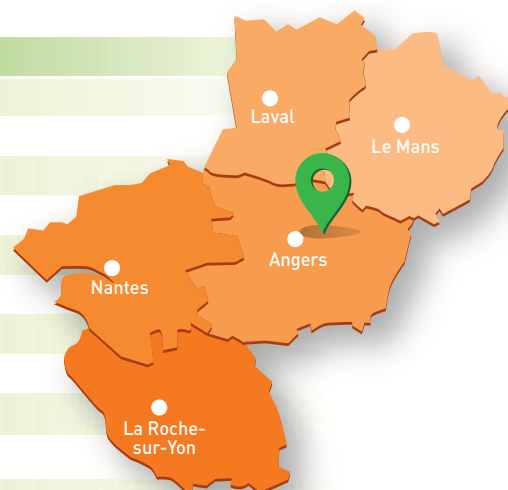 Laval
Le Mans
Angers
Nantes
La Roche-
sur-Yon